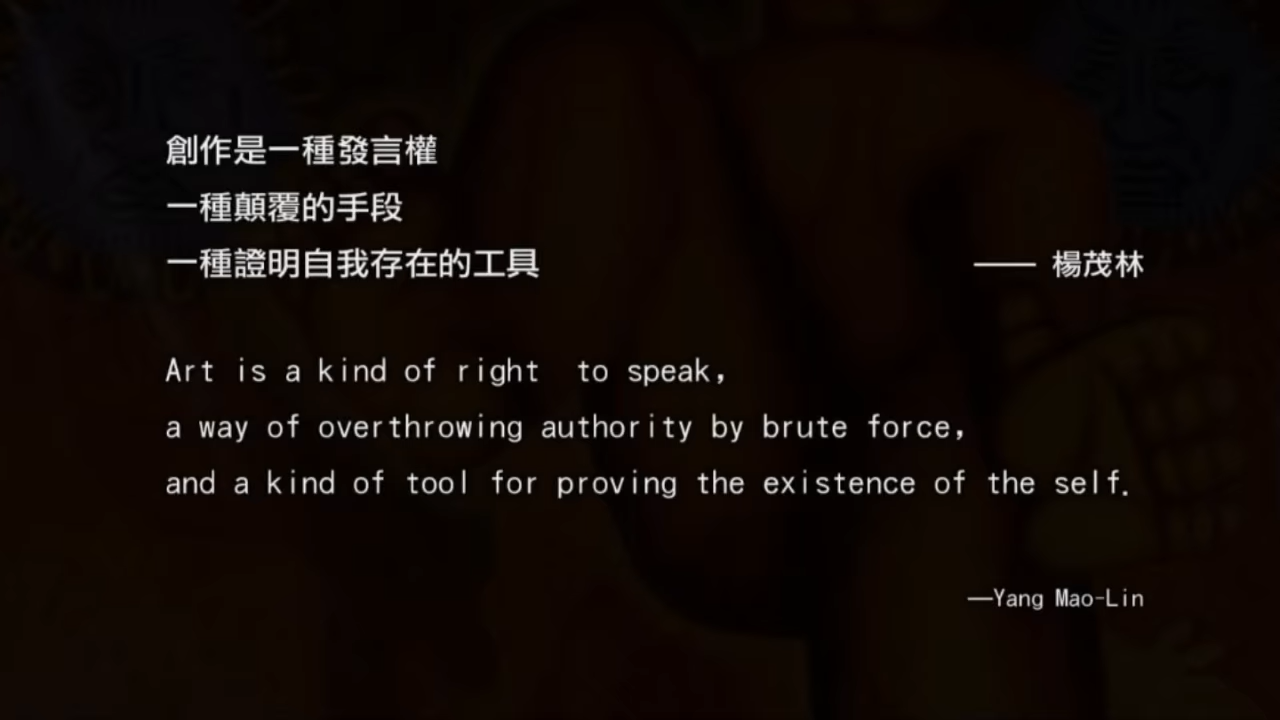 創作是一種發言權
一種顛覆的手段
一種證明自我存在的工具
—— 楊茂林
Art is a kind of right  to speak,
a way of overthrowing authority by brute force,
and a kind of tool for proving the existence of the self.
—Yang Mao-Lin